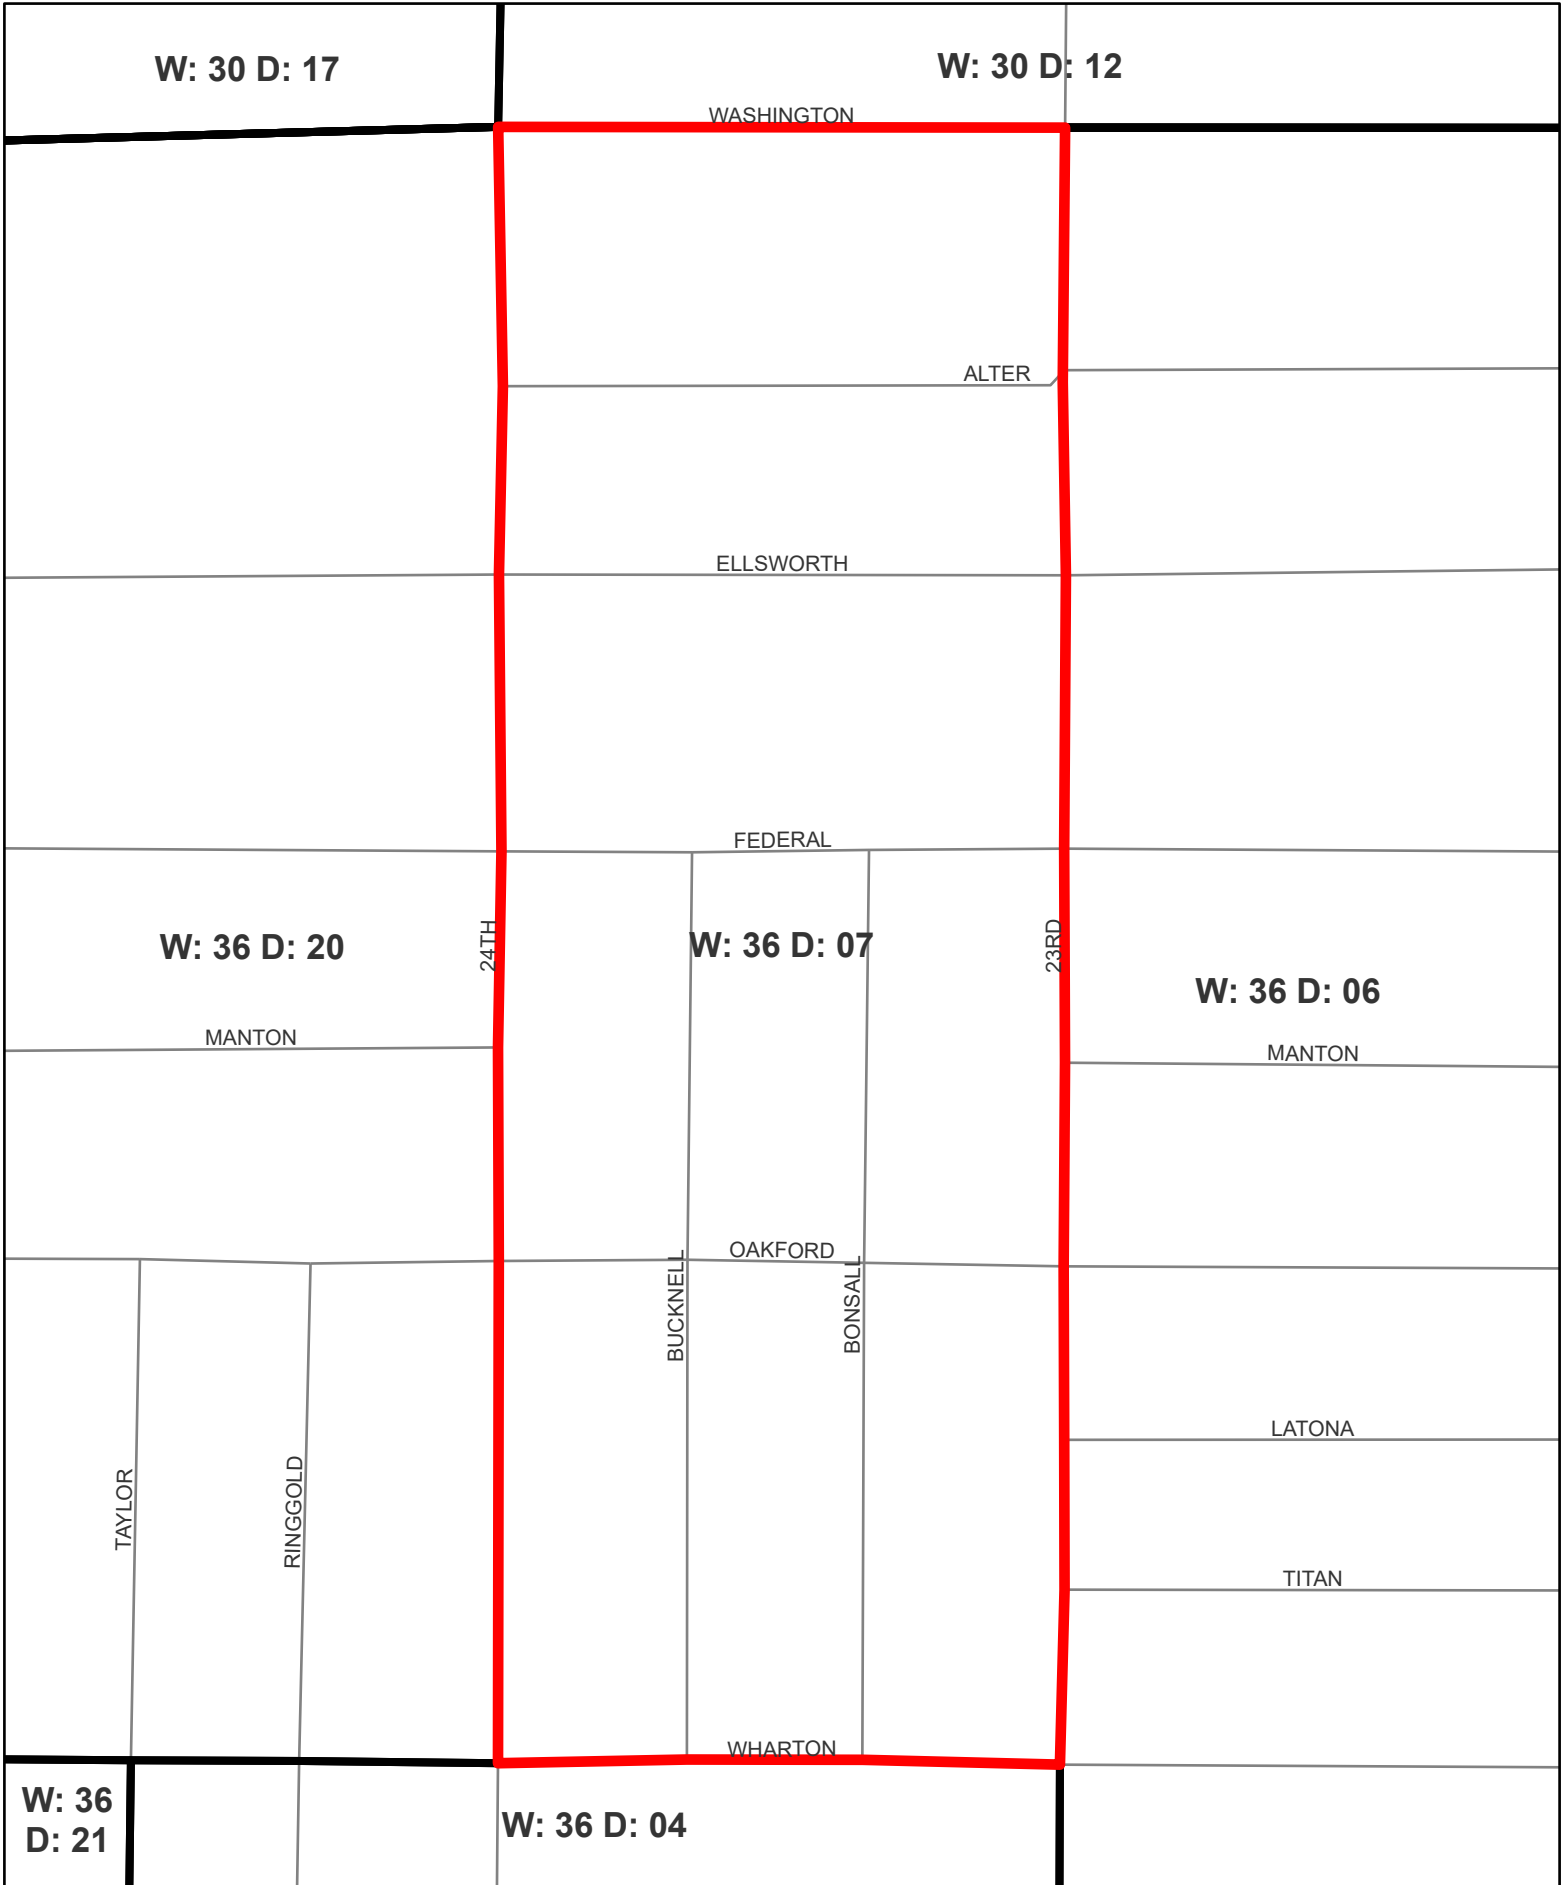 W: 30 D: 17
W: 30 D: 12
WASHINGTON
ALTER
ELLSWORTH
FEDERAL
W: 36 D: 20
24TH
W: 36 D: 07
23RD
W: 36 D: 06
MANTON
MANTON
OAKFORD
BUCKNELL
BONSALL
LATONA
TAYLOR
RINGGOLD
TITAN
WHARTON
W: 36
D: 21
W: 36 D: 04